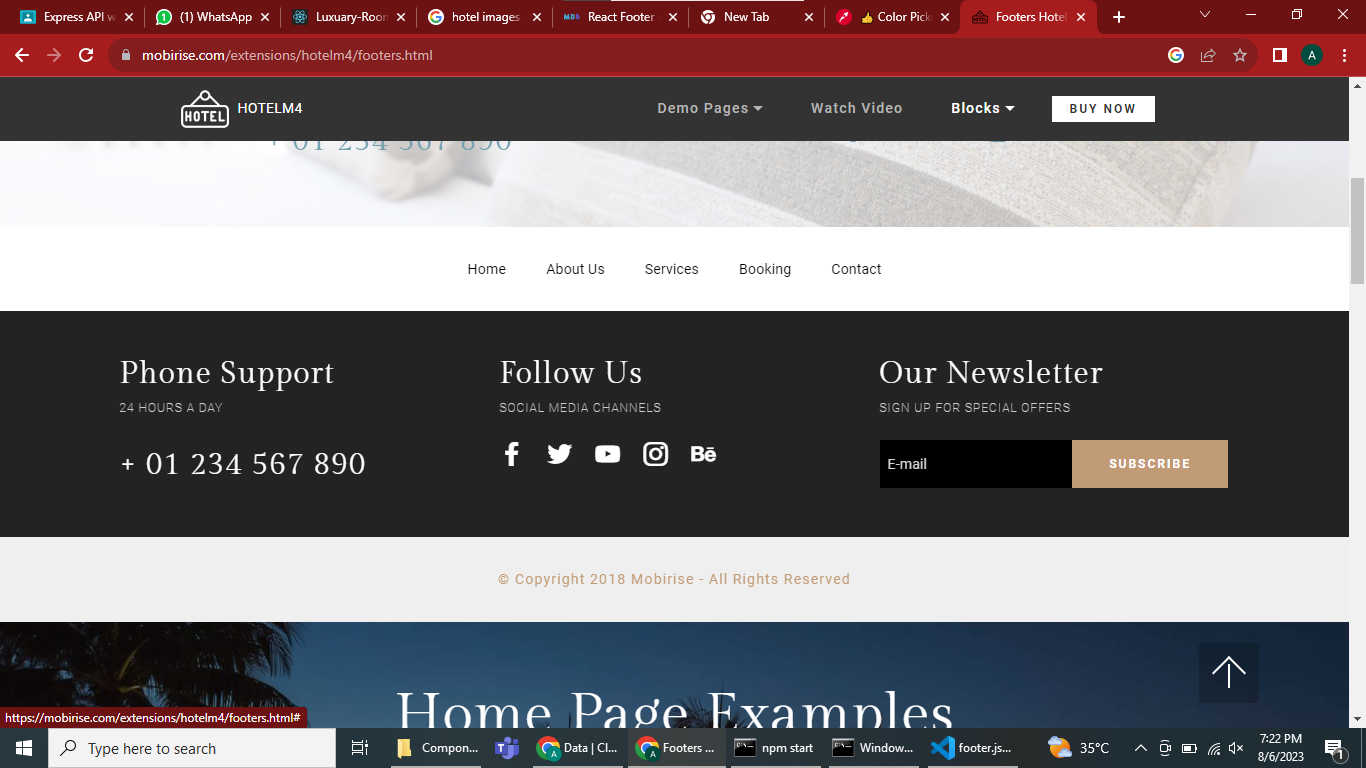 Express API w
(1) WhatsApp
Luxuary-Roon
hotel images
MDB React Footer
New Tab
👍 Color Pick
Footers Hotel
mobirise.com/extensions/hotelm4/footers.html
A
HOTEL HOTELM4
Demo Pages
Watch Video
Blocks
BUY NOW
+ 01 234 567 890
Home About Us Services Booking Contact
Phone Support
24 HOURS A DAY
+ 01 234 567 890
Follow Us
SOCIAL MEDIA CHANNELS
Bē
Our Newsletter
SIGN UP FOR SPECIAL OFFERS
E-mail
SUBSCRIBE
© Copyright 2018 Mobirise - All Rights Reserved
Home Page Examples
https://mobirise.com/extensions/hotelm4/footers.html#
Type here to search
Compon...
Data | Cl...
Footers ...
npm start
Window...
footer.js...
35°C
7:22 PM
8/6/2023
1